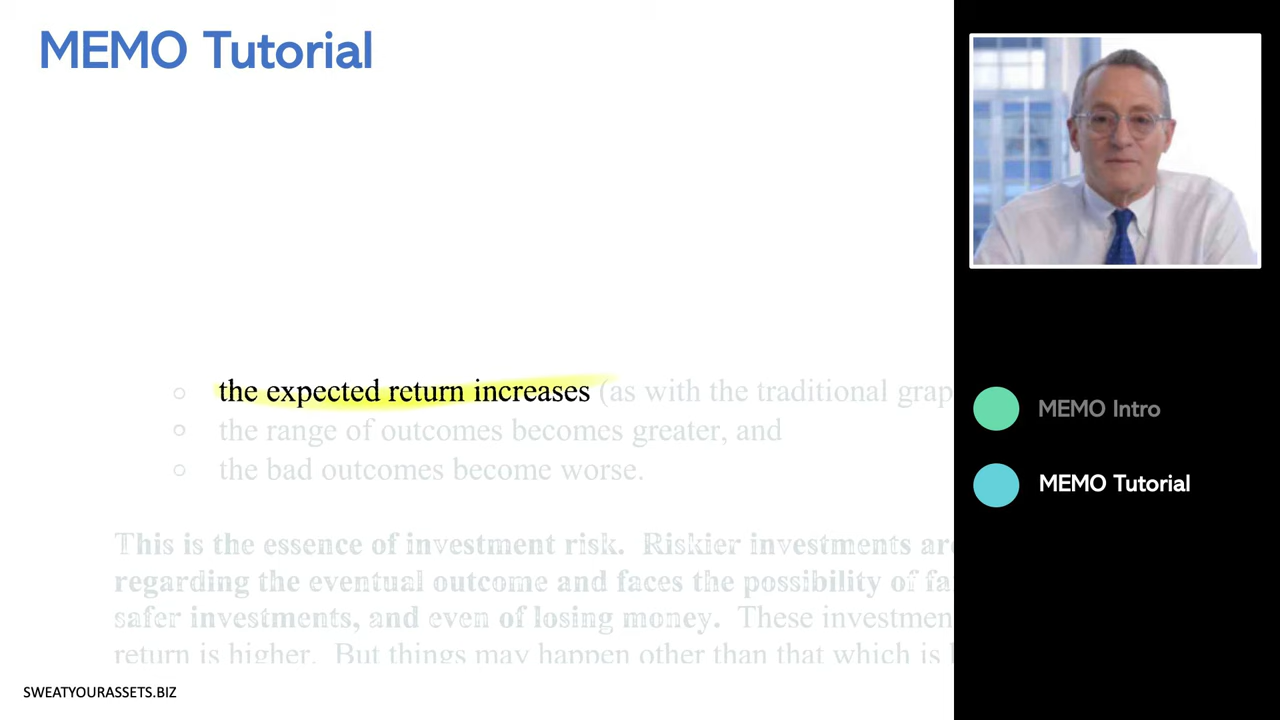 MEMO Tutorial
the expected return increases (as with the traditional grap
the range of outcomes becomes greater, and
the bad outcomes become worse.
This is the essence of investment risk. Riskier investments are
regarding the eventual outcome and faces the possibility of fa
safer investments, and even of losing money. These investmen
return is higher. But things may happen other than that which is
MEMO Intro
MEMO Tutorial
SWEATYOURASSETS.BIZ